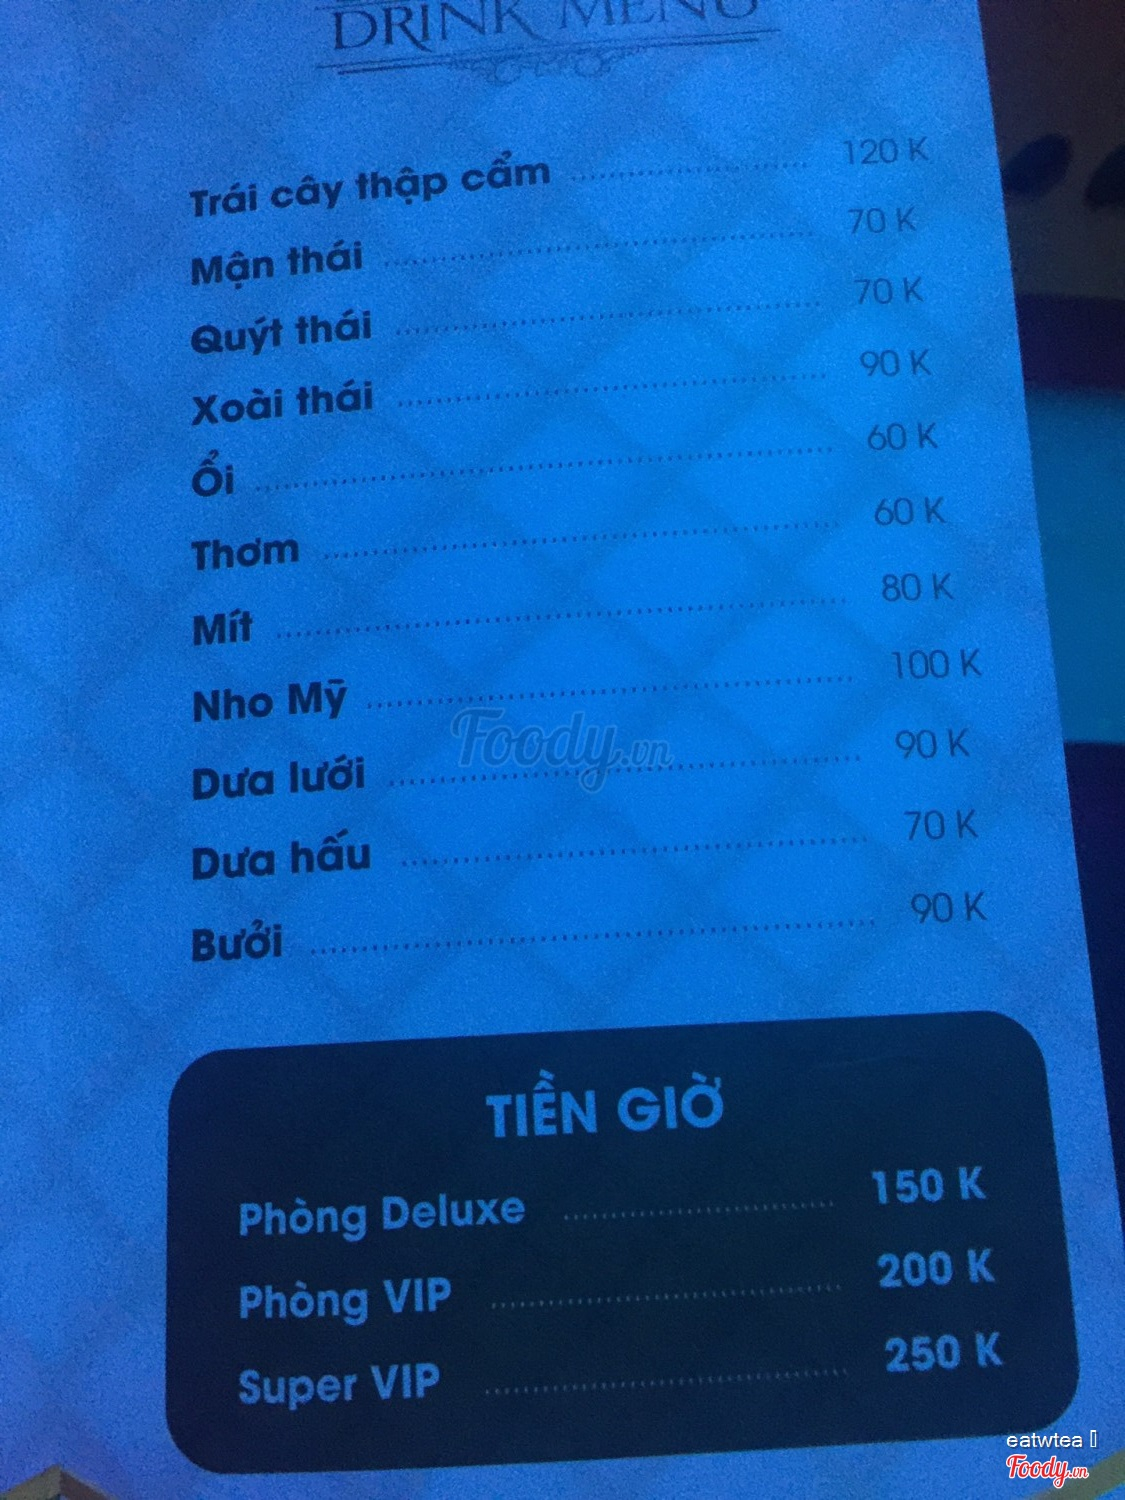 DRINK MENU
Trái cây thập cẩm 120 K
Mận thái 70 K
Quýt thái 70 K
Xoài thái 90 K
Ổi 60 K
Thơm 60 K
Mít 80 K
Nho Mỹ 100 K
Foody.vn
Dưa lưới 90 K
Dưa hấu 70 K
Bưởi 90 K
TIỀN GIỜ
Phòng Deluxe 150 K
Phòng VIP 200 K
Super VIP 250 K
eatwtea
Foody.vn